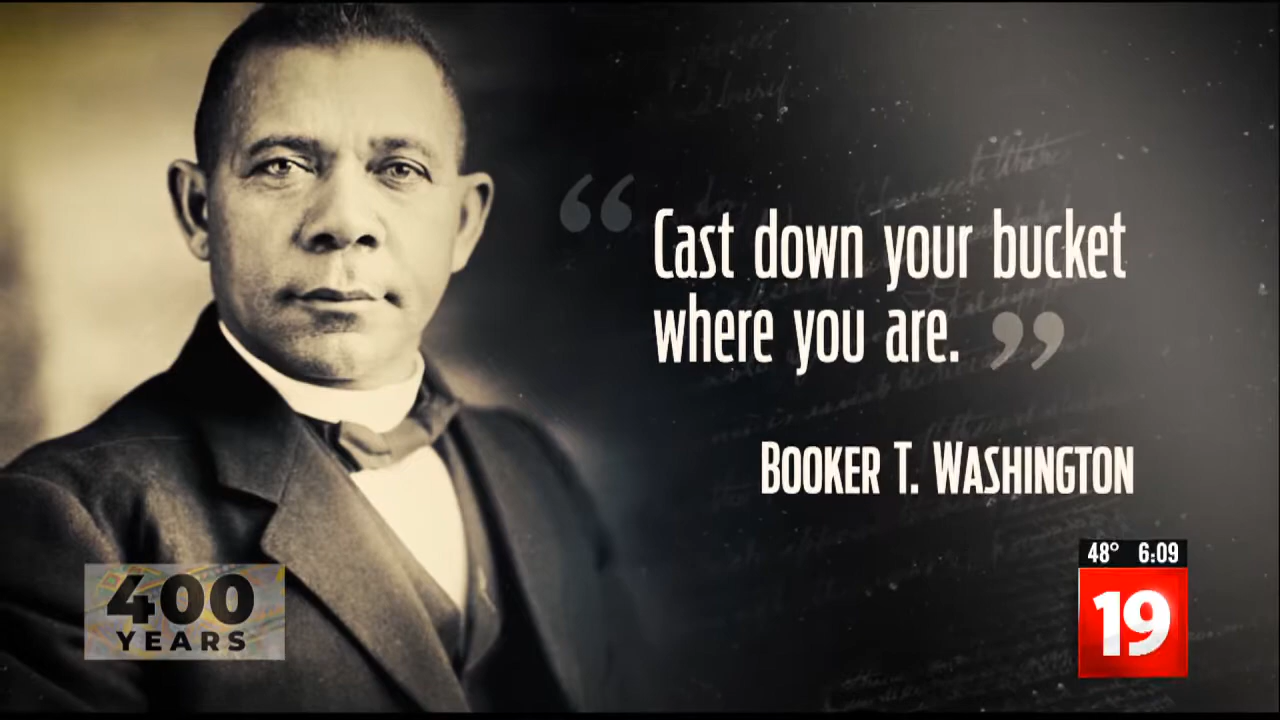 “ Cast down your bucket
where you are. ”
BOOKER T. WASHINGTON
400
YEARS
48° 6:09
19